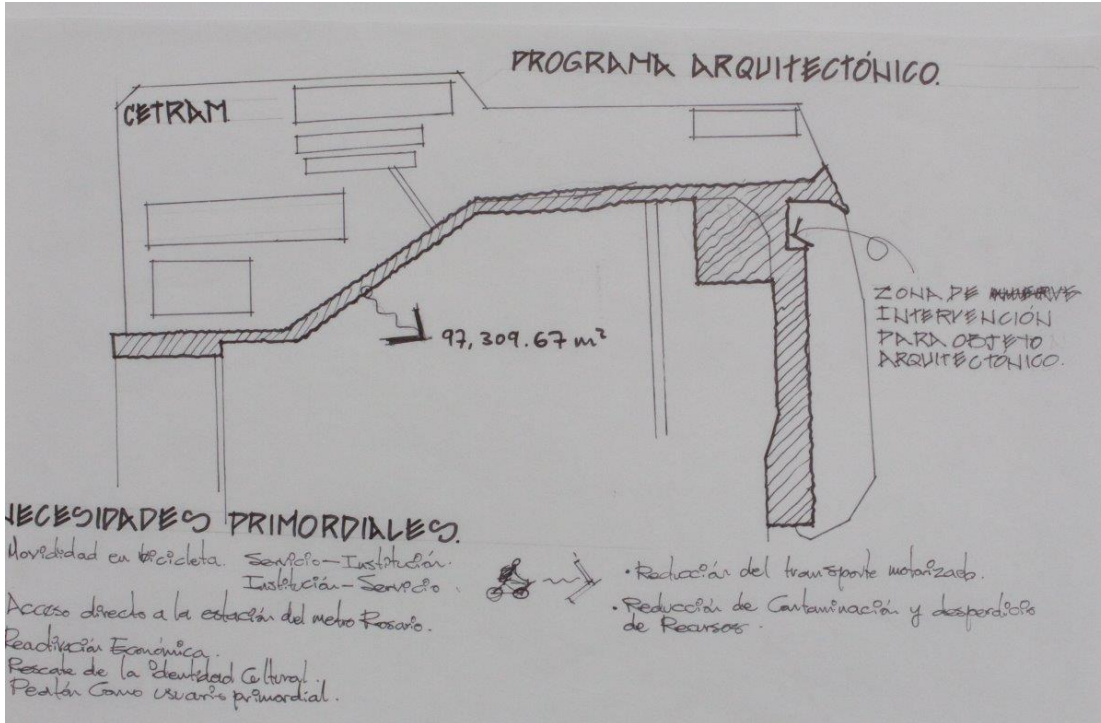 PROGRAMA ARQUITECTÓNICO.
CETRAM
97,309.67 m²
ZONA DE
INTERVENCIÓN
PARA OBJETO
ARQUITECTÓNICO.
NECESIDADES PRIMORDIALES.
Movilidad en bicicleta. Servicio-Institución.
Institución-Servicio.
Acceso directo a la estación del metro Rosario.
Reactivación Económica.
Rescate de la identidad Cultural.
Peatón Como usuario primordial.
• Reducción del transporte motorizado.
• Reducción de Contaminación y desperdicio
de Recursos.